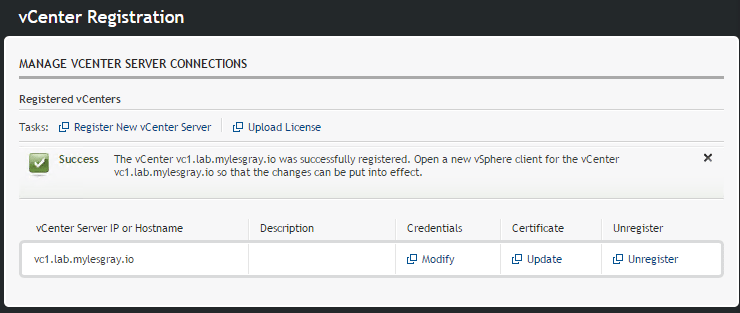 vCenter Registration
MANAGE VCENTER SERVER CONNECTIONS
Registered vCenters
Tasks: Register New vCenter Server Upload License
Success The vCenter vc1.lab.mylesgray.io was successfully registered. Open a new vSphere client for the vCenter
vc1.lab.mylesgray.io so that the changes can be put into effect.
vCenter Server IP or Hostname Description Credentials Certificate Unregister
vc1.lab.mylesgray.io Modify Update Unregister